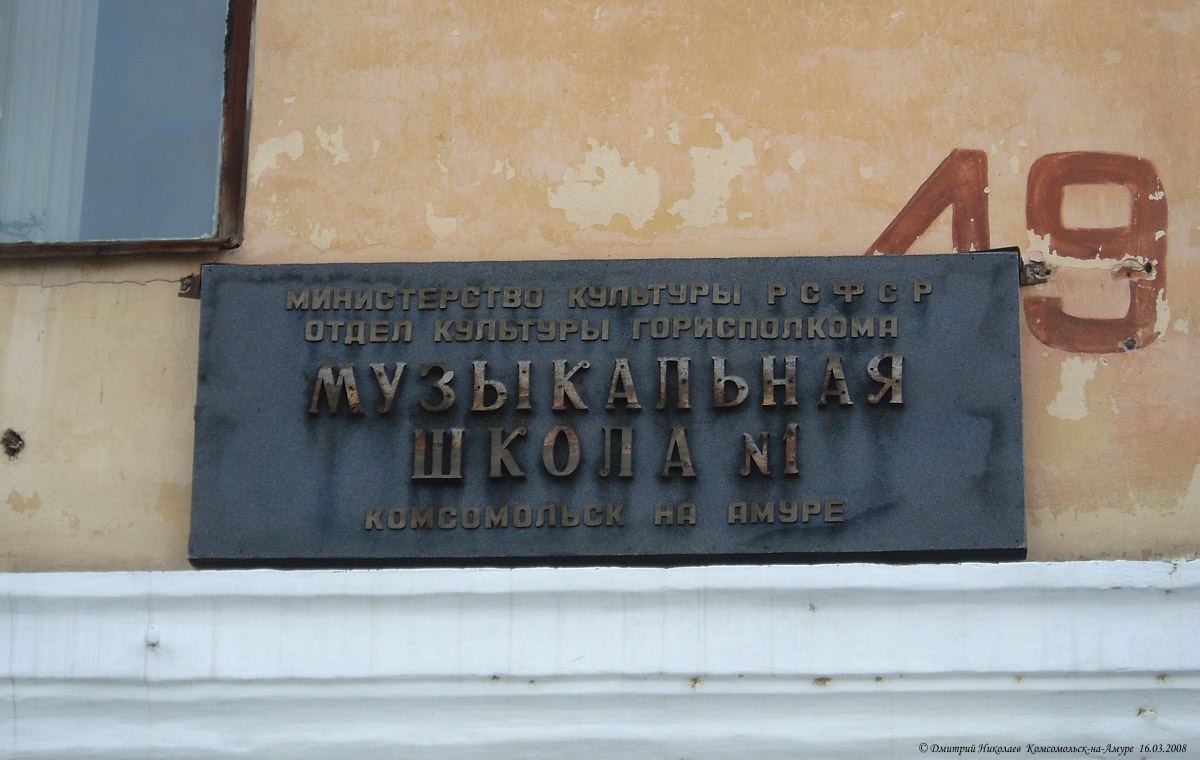 49
МИНИСТЕРСТВО КУЛЬТУРЫ РСФСР
ОТДЕЛ КУЛЬТУРЫ ГОРИСПОЛКОМА
МУЗЫКАЛЬНАЯ
ШКОЛА №1
КОМСОМОЛЬСК НА АМУРЕ
© Дмитрий Николаев Комсомольск-на-Амуре 16.03.2008